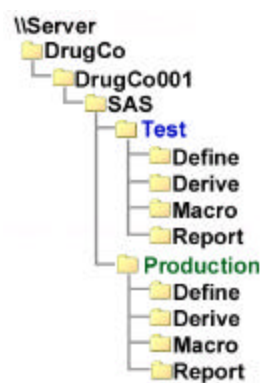 \\Server
DrugCo
DrugCo001
SAS
Test
Define
Derive
Macro
Report
Production
Define
Derive
Macro
Report